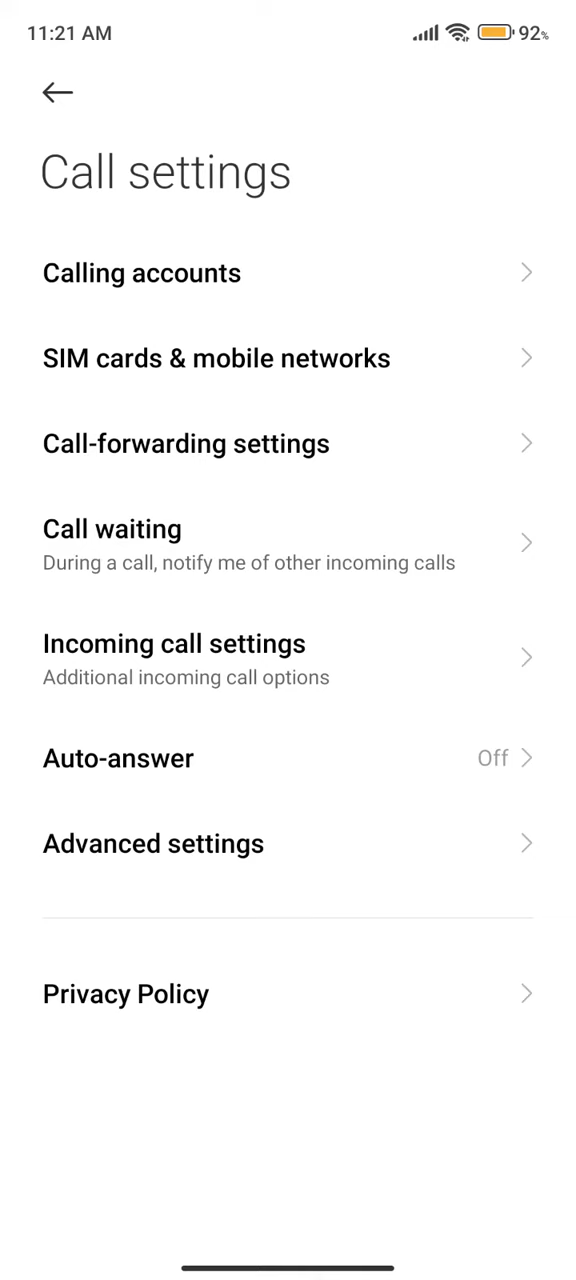 11:21 AM 92%
Call settings
Calling accounts
SIM cards & mobile networks
Call-forwarding settings
Call waiting
During a call, notify me of other incoming calls
Incoming call settings
Additional incoming call options
Auto-answer Off
Advanced settings
Privacy Policy